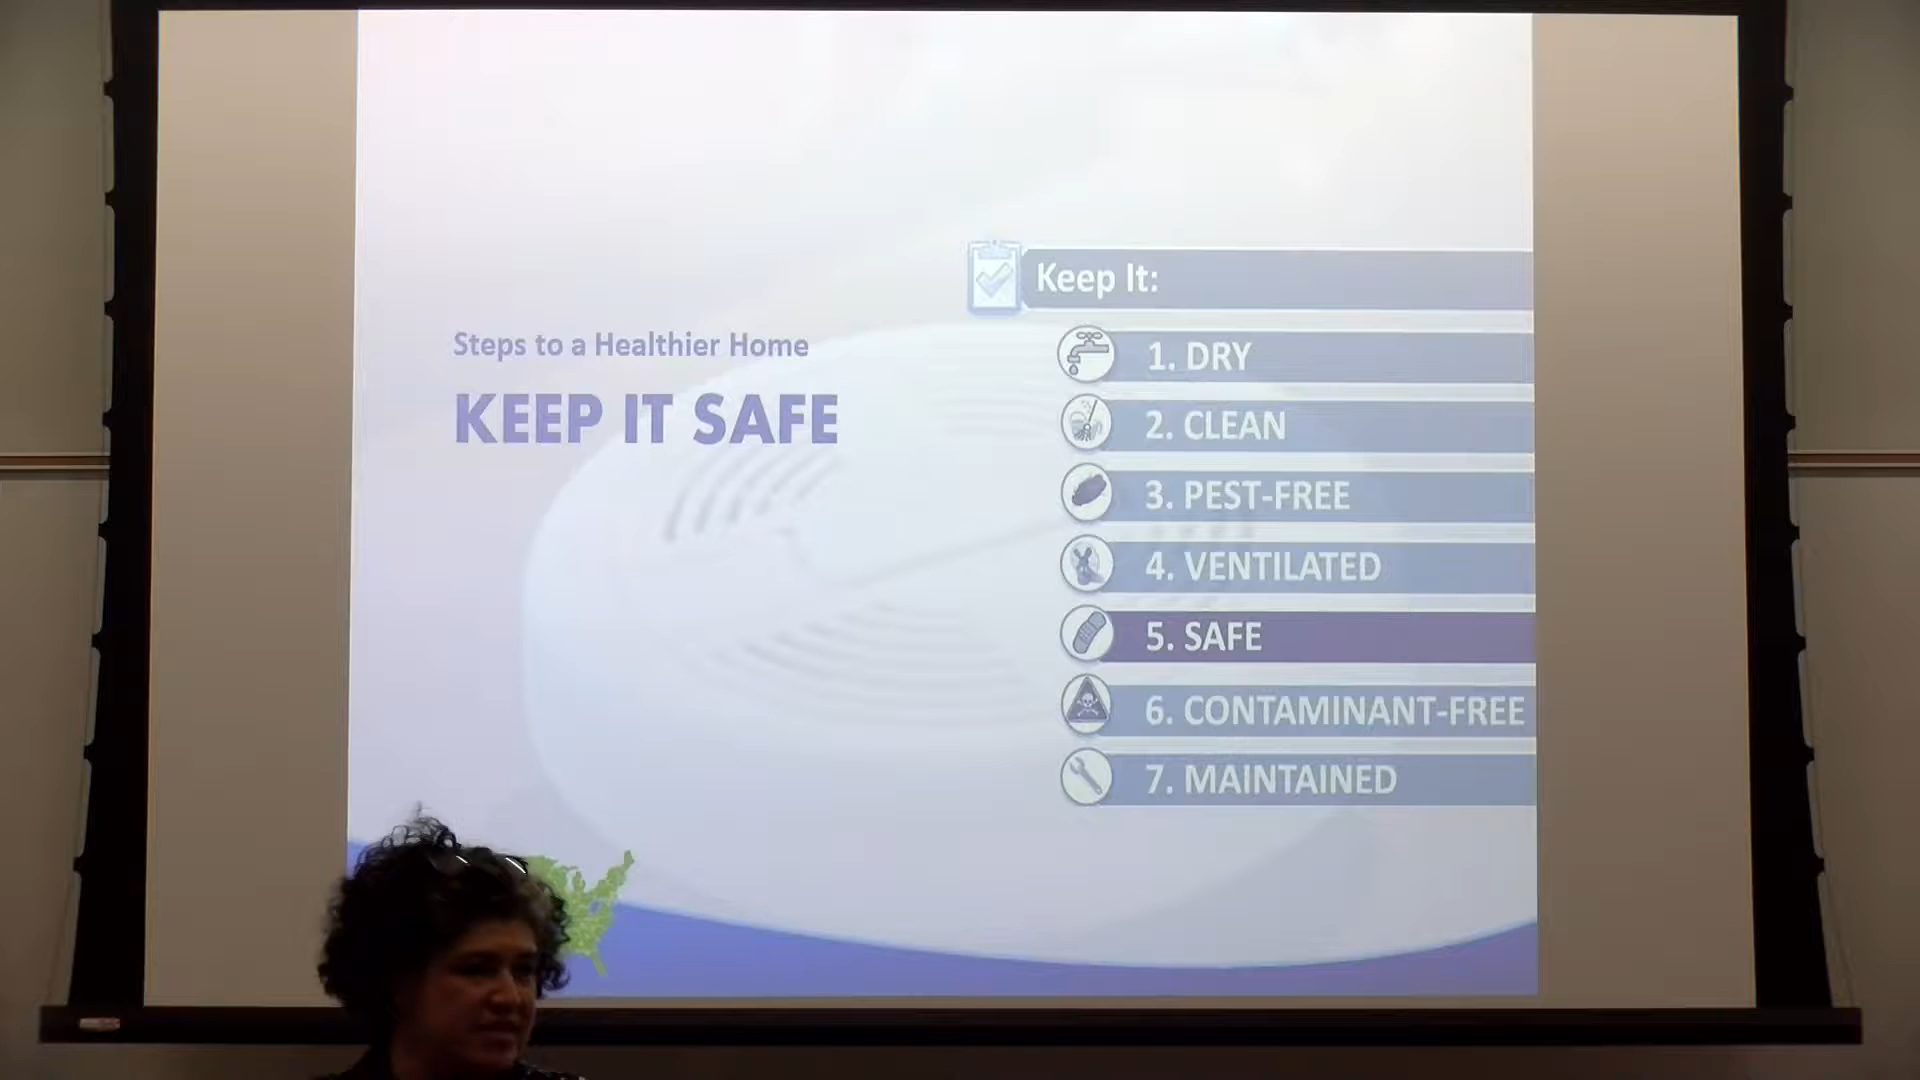 Steps to a Healthier Home
KEEP IT SAFE
Keep It:
1. DRY
2. CLEAN
3. PEST-FREE
4. VENTILATED
5. SAFE
6. CONTAMINANT-FREE
7. MAINTAINED